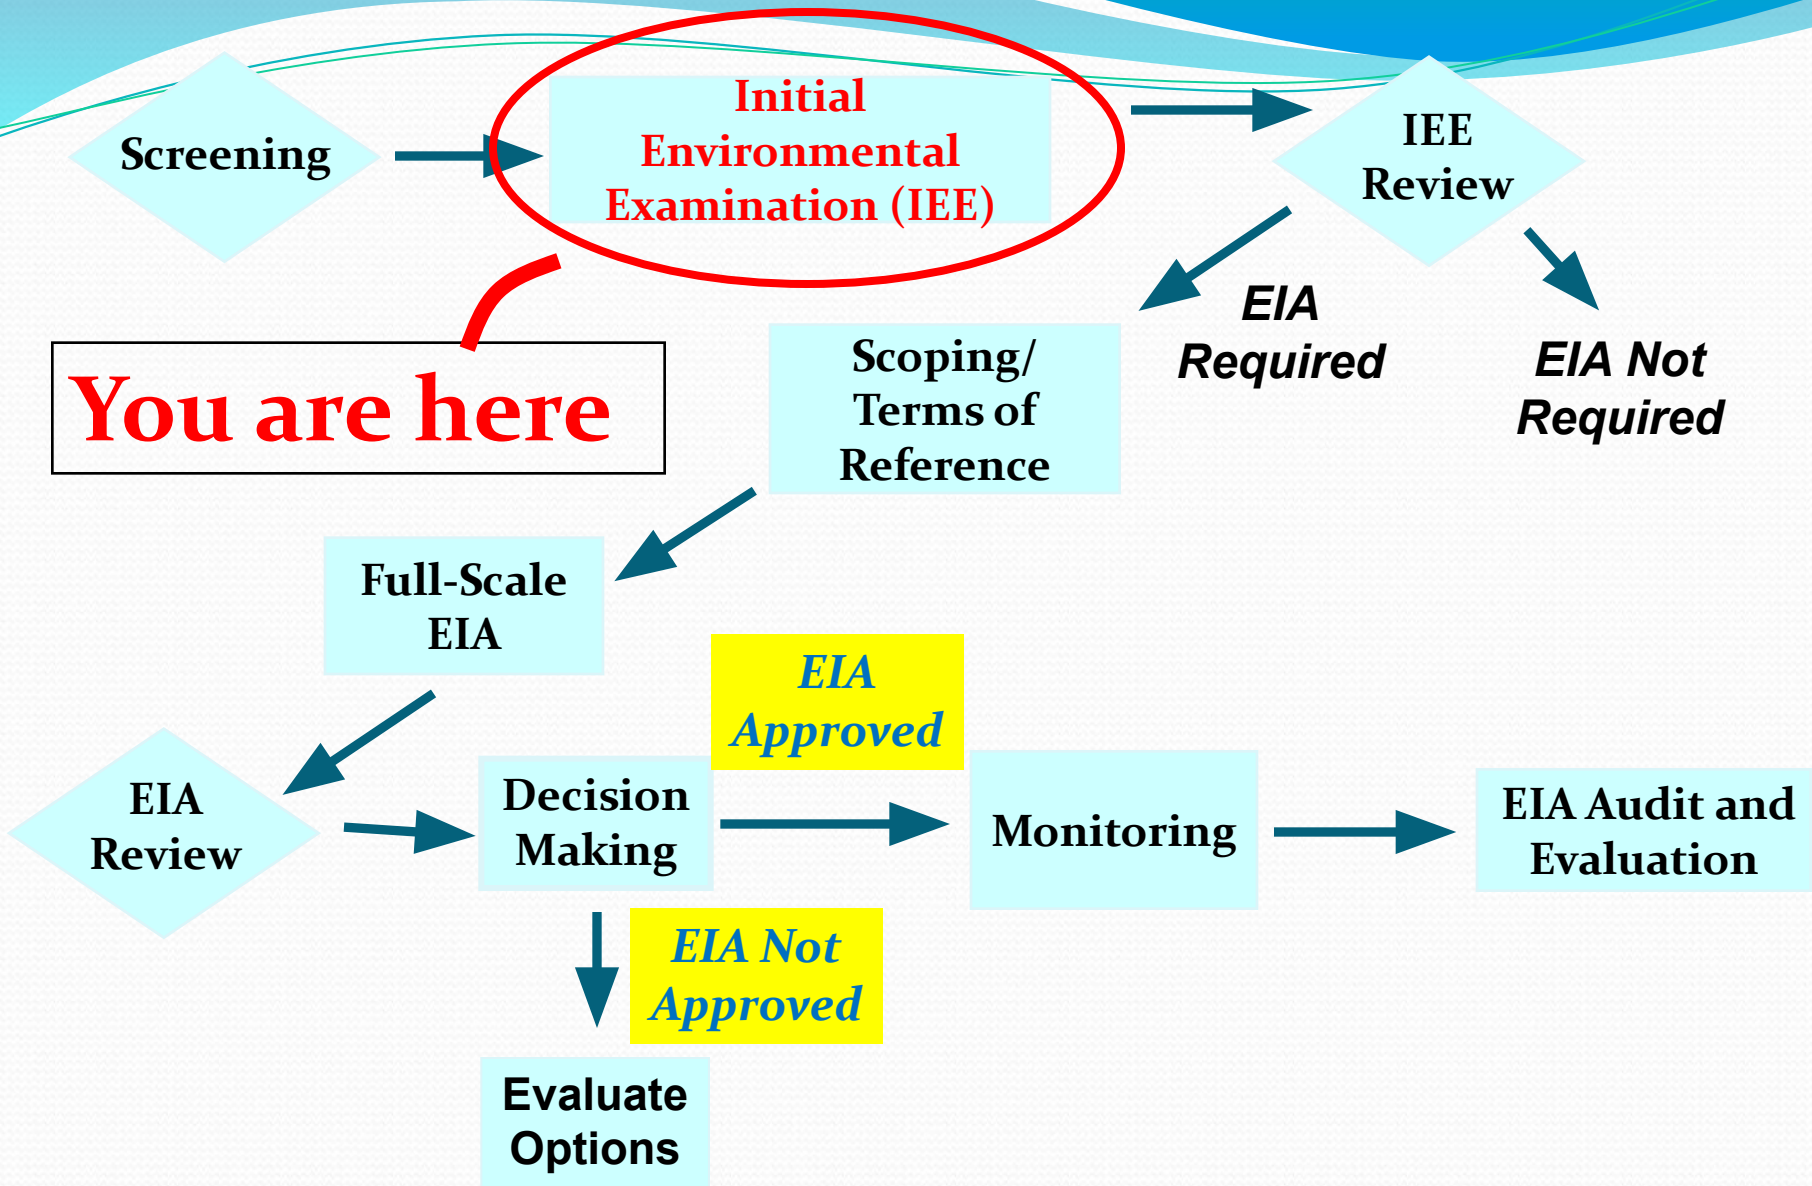 Screening
Initial
Environmental
Examination (IEE)
IEE
Review
EIA
Required
EIA Not
Required
You are here
Scoping/
Terms of
Reference
Full-Scale
EIA
EIA
Approved
EIA
Review
Decision
Making
Monitoring
EIA Audit and
Evaluation
EIA Not
Approved
Evaluate
Options